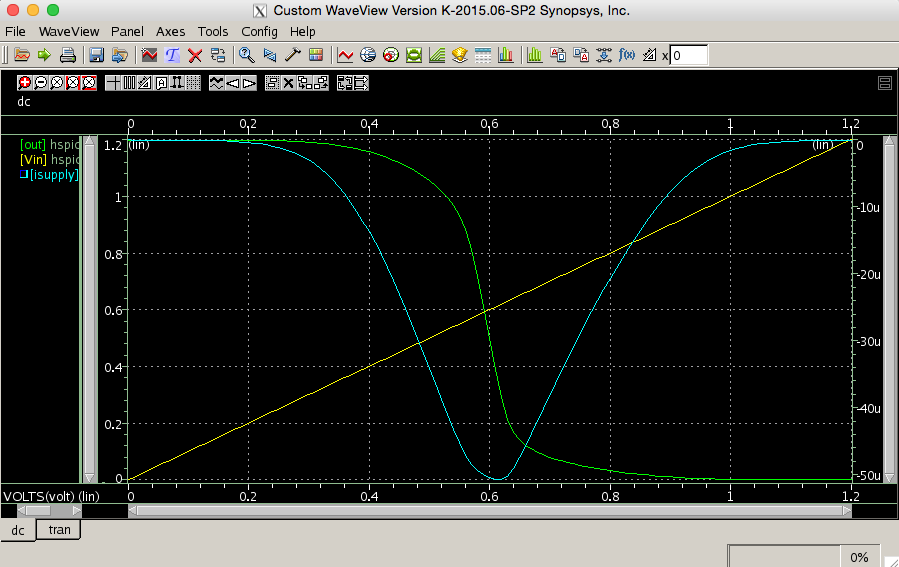 Custom WaveView Version K-2015.06-SP2 Synopsys, Inc.
File WaveView Panel Axes Tools Config Help
x 0
dc
0 0.2 0.4 0.6 0.8 1 1.2
[out] hspic
[Vin] hspic
[isupply]
1.2 (lin) (lin) 0
1 -10u
0.8 -20u
0.6 -30u
0.4 -40u
0.2
0 -50u
VOLTS(volt) (lin) 0 0.2 0.4 0.6 0.8 1 1.2
dc tran
0%